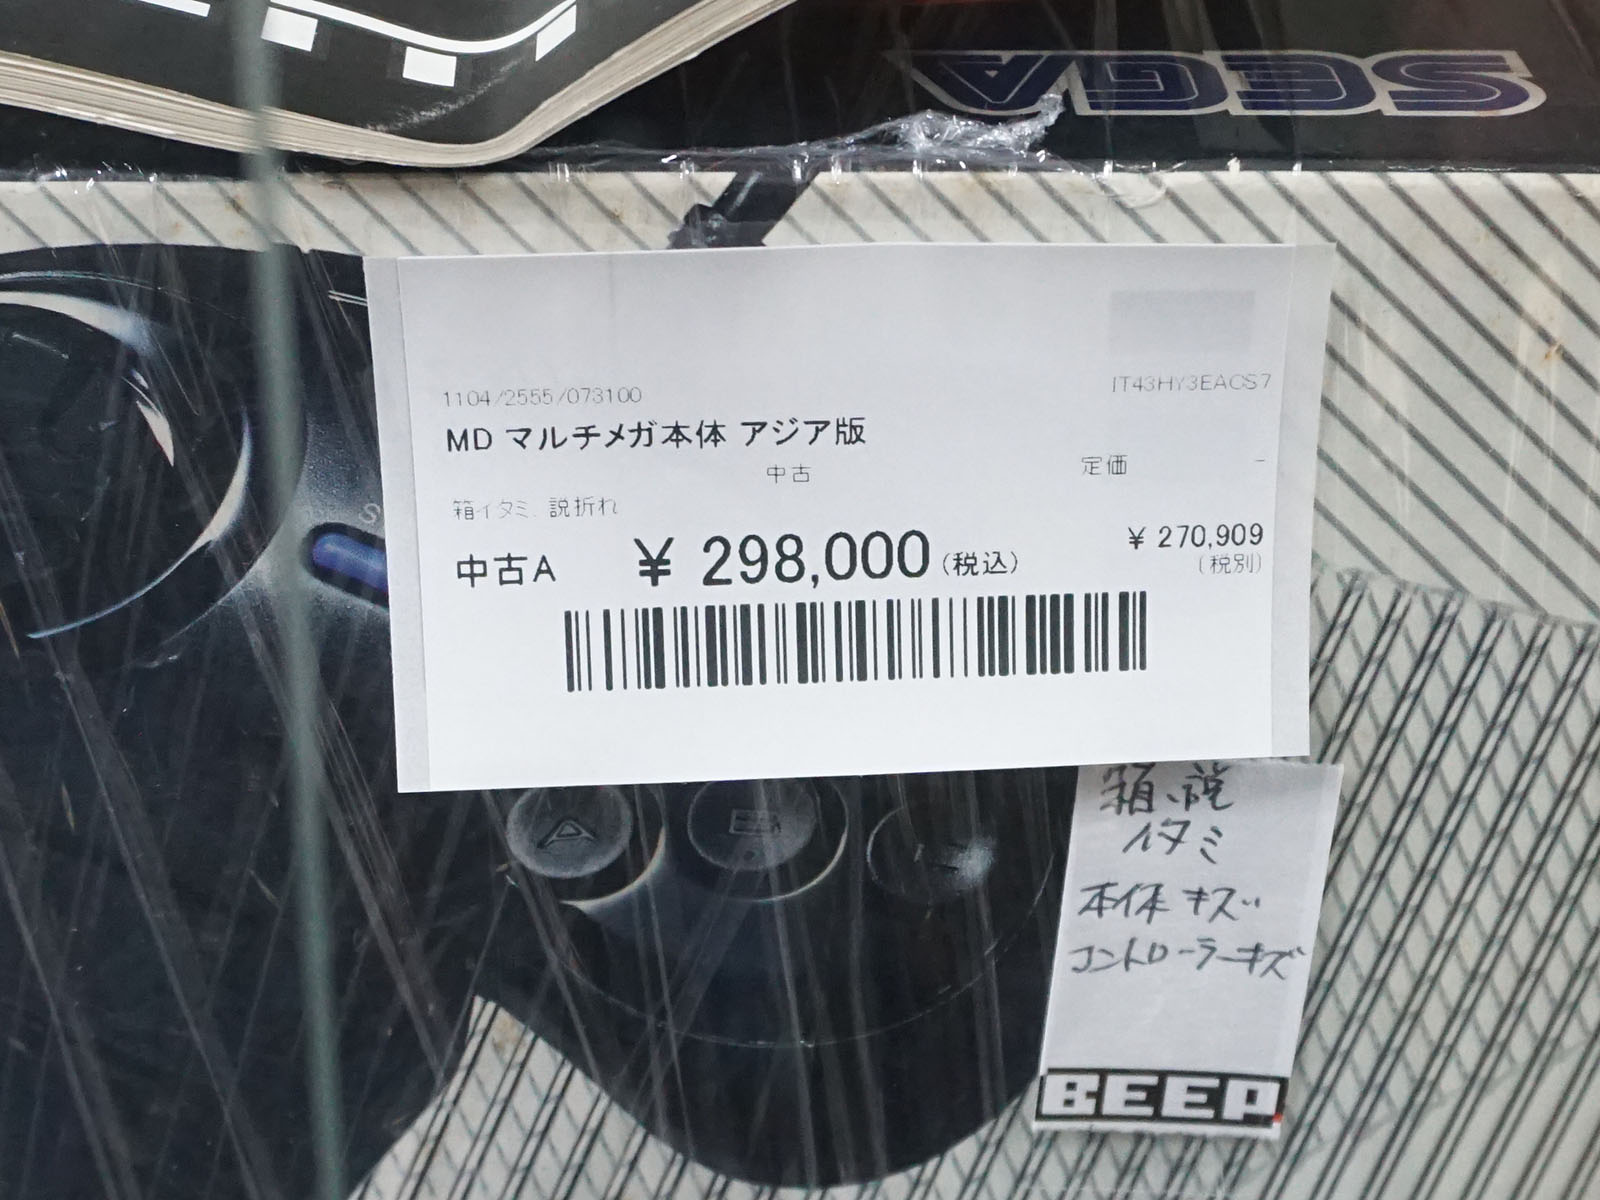 SEGA
1104/2555/073100
IT43HY3EACS7
MD マルチメガ本体 アジア版
中古
定価 -
箱イタミ、説折れ
中古A ¥ 298,000(税込)
¥ 270,909
(税別)
箱、説
イタミ
本体 キズ
コントローラーキズ
BEEP.